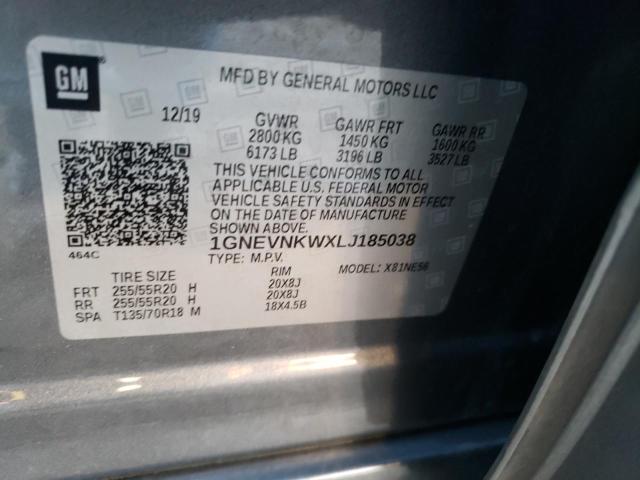 GM
MFD BY GENERAL MOTORS LLC
12/19 GVWR GAWR FRT GAWR RR
2800 KG 1450 KG 1600 KG
6173 LB 3196 LB 3527 LB
THIS VEHICLE CONFORMS TO ALL
APPLICABLE U.S. FEDERAL MOTOR
VEHICLE SAFETY STANDARDS IN EFFECT
ON THE DATE OF MANUFACTURE
SHOWN ABOVE.
1GNEVNKWXLJ185038
464C TYPE: M.P.V. MODEL: X81NE56
TIRE SIZE RIM
FRT 255/55R20 H 20X8J
RR 255/55R20 H 20X8J
SPA T135/70R18 M 18X4.5B